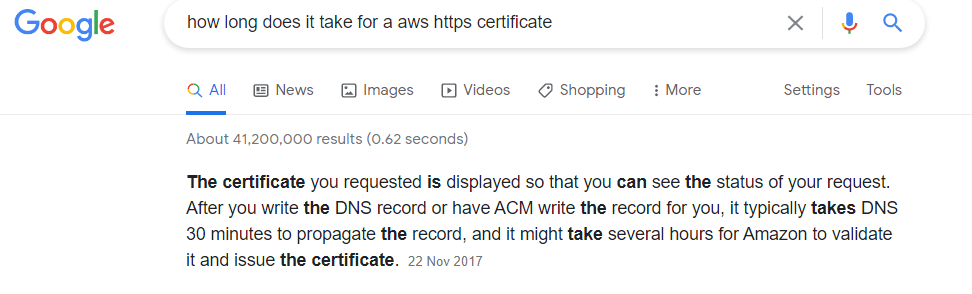 Google
how long does it take for a aws https certificate
All News Images Videos Shopping More Settings Tools
About 41,200,000 results (0.62 seconds)
The certificate you requested is displayed so that you can see the status of your request.
After you write the DNS record or have ACM write the record for you, it typically takes DNS
30 minutes to propagate the record, and it might take several hours for Amazon to validate
it and issue the certificate. 22 Nov 2017